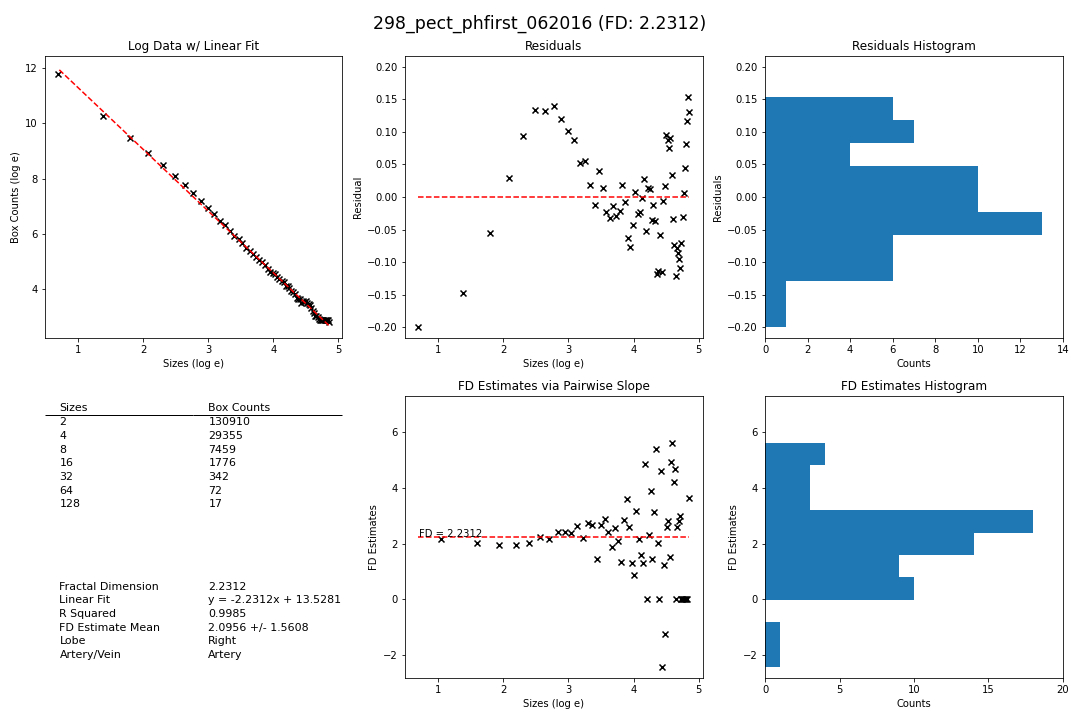 298_pect_phfirst_062016 (FD: 2.2312)
Log Data w/ Linear Fit
Box Counts (log e)
12
10
8
6
4
1 2 3 4 5
Sizes (log e)
Residuals
Residual
0.20
0.15
0.10
0.05
0.00
−0.05
−0.10
−0.15
−0.20
1 2 3 4 5
Sizes (log e)
Residuals Histogram
Residuals
0.20
0.15
0.10
0.05
0.00
−0.05
−0.10
−0.15
−0.20
0 2 4 6 8 10 12 14
Counts
Sizes Box Counts
2 130910
4 29355
8 7459
16 1776
32 342
64 72
128 17
Fractal Dimension 2.2312
Linear Fit y = -2.2312x + 13.5281
R Squared 0.9985
FD Estimate Mean 2.0956 +/- 1.5608
Lobe Right
Artery/Vein Artery
FD Estimates via Pairwise Slope
FD Estimates
6
4
2
0
−2
FD = 2.2312
1 2 3 4 5
Sizes (log e)
FD Estimates Histogram
FD Estimates
6
4
2
0
−2
0 5 10 15 20
Counts